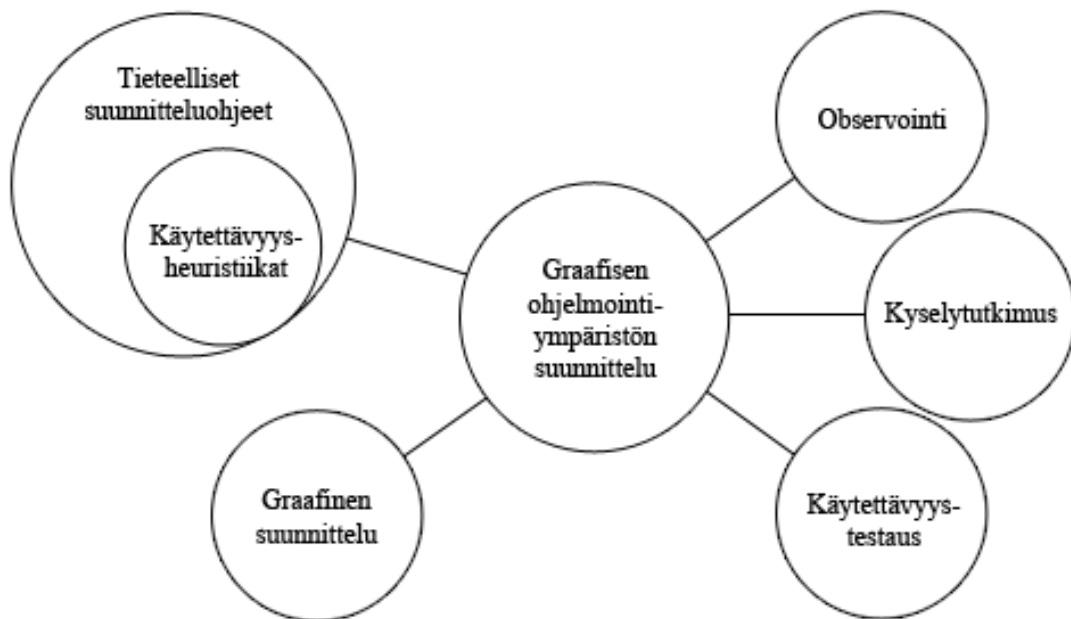 Tieteelliset
suunnitteluohjeet
Käytettävyys-
heuristiikat
Graafinen
suunnittelu
Graafisen
ohjelmointi-
ympäristön
suunnittelu
Observointi
Kyselytutkimus
Käytettävyys-
testaus